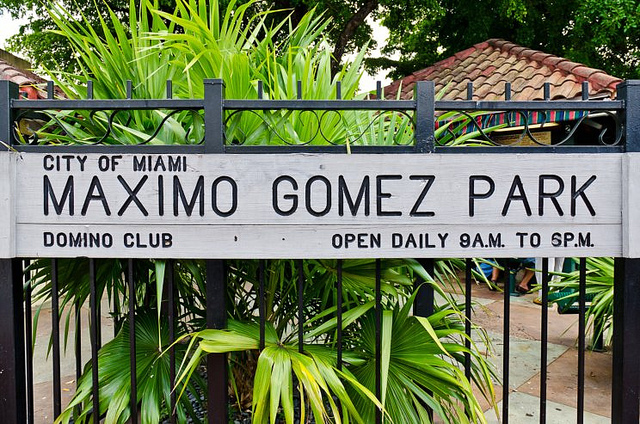 CITY OF MIAMI
MAXIMO GOMEZ PARK
DOMINO CLUB OPEN DAILY 9A.M. TO 6P.M.